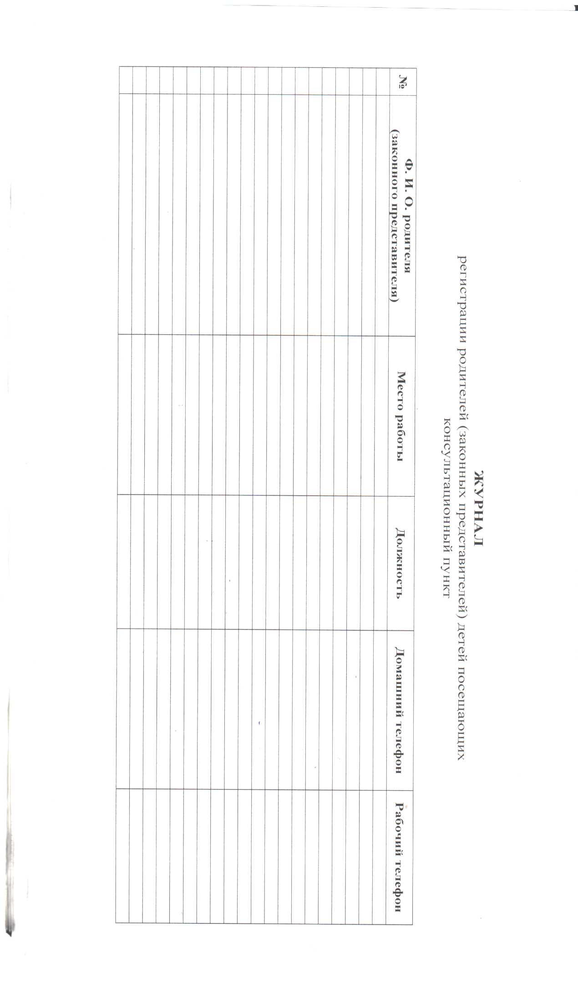 ЖУРНАЛ
регистрации родителей (законных представителей) детей посещающих
консультационный пункт
№
Ф. И. О. родителя
(законного представителя)
Место работы
Должность
Домашний телефон
Рабочий телефон